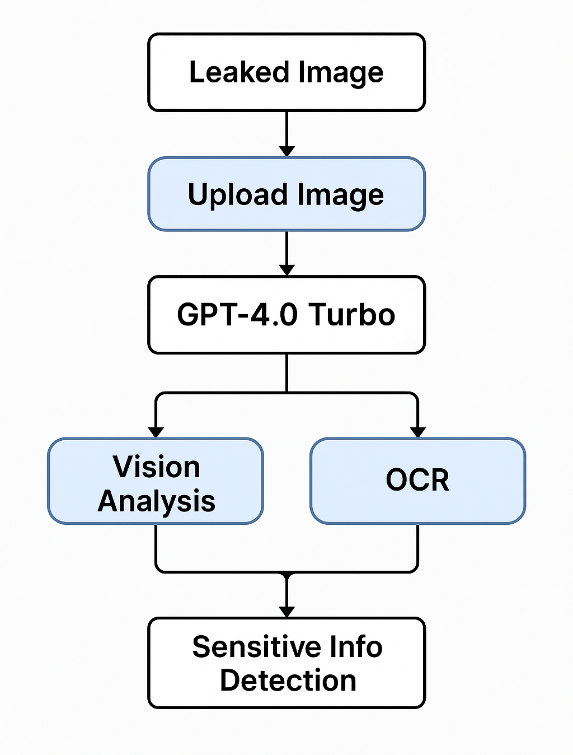 Leaked Image
Upload Image
GPT-4.0 Turbo
Vision
Analysis
OCR
Sensitive Info
Detection